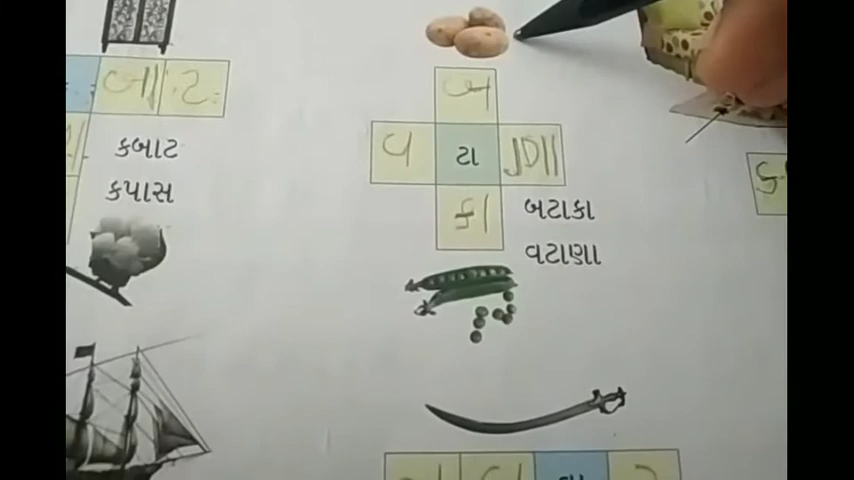 બા ટ
કબાટ
કપાસ
બ
વ ટા ણા
કા
બટાકા
વટાણા